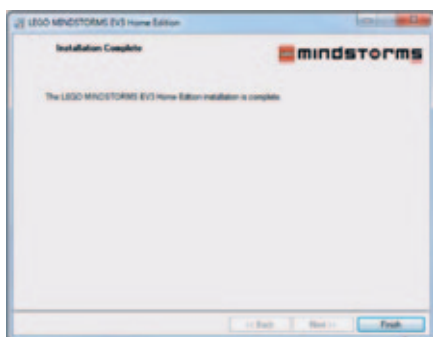 LEGO MINDSTORMS EV3 Home Edition
Installation Complete
mindstorms
The LEGO MINDSTORMS EV3 Home Edition installation is complete.
<< Back
Next >>
Finish